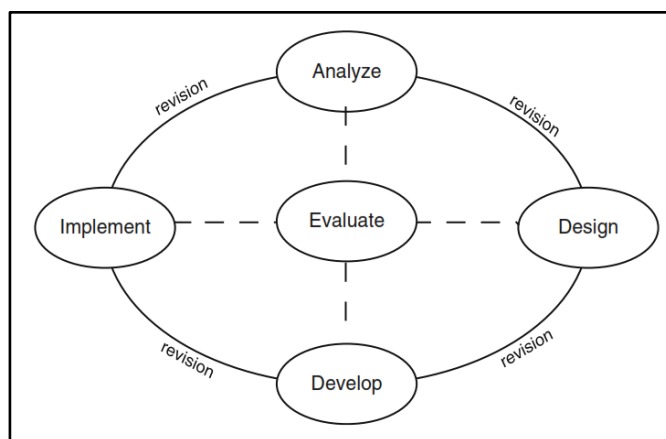 Analyze
revision
revision
Implement
Evaluate
Design
revision
revision
Develop